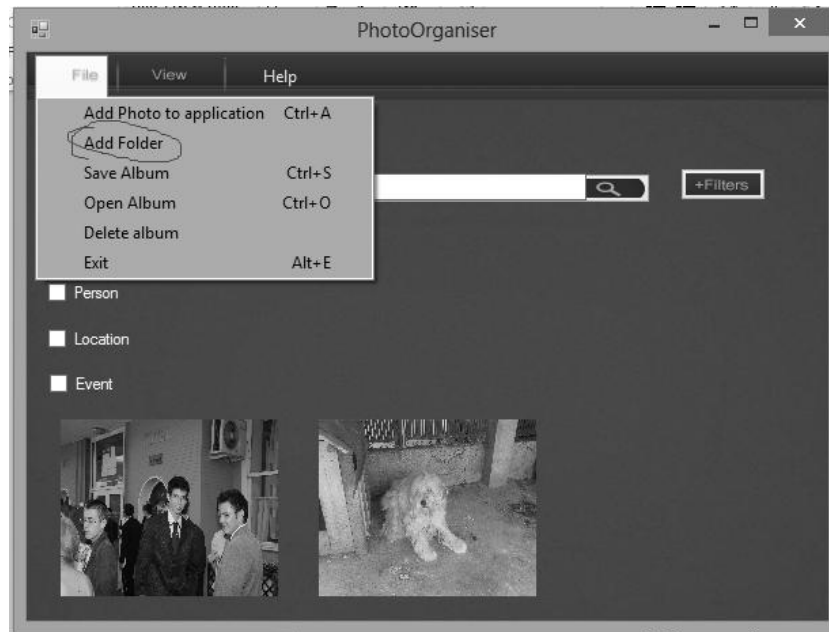 PhotoOrganiser
File View Help
Add Photo to application Ctrl+A
Add Folder
Save Album Ctrl+S
Open Album Ctrl+O
Delete album
Exit Alt+E
+Filters
Person
Location
Event